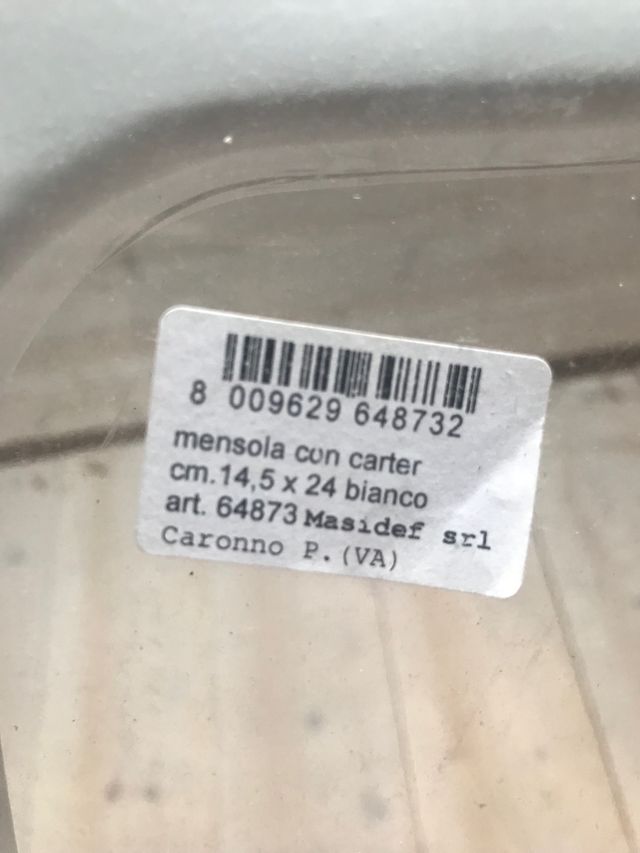 8 009629 648732
mensola con carter
cm.14,5 x 24 bianco
art. 64873 Masidef srl
Caronno P.(VA)